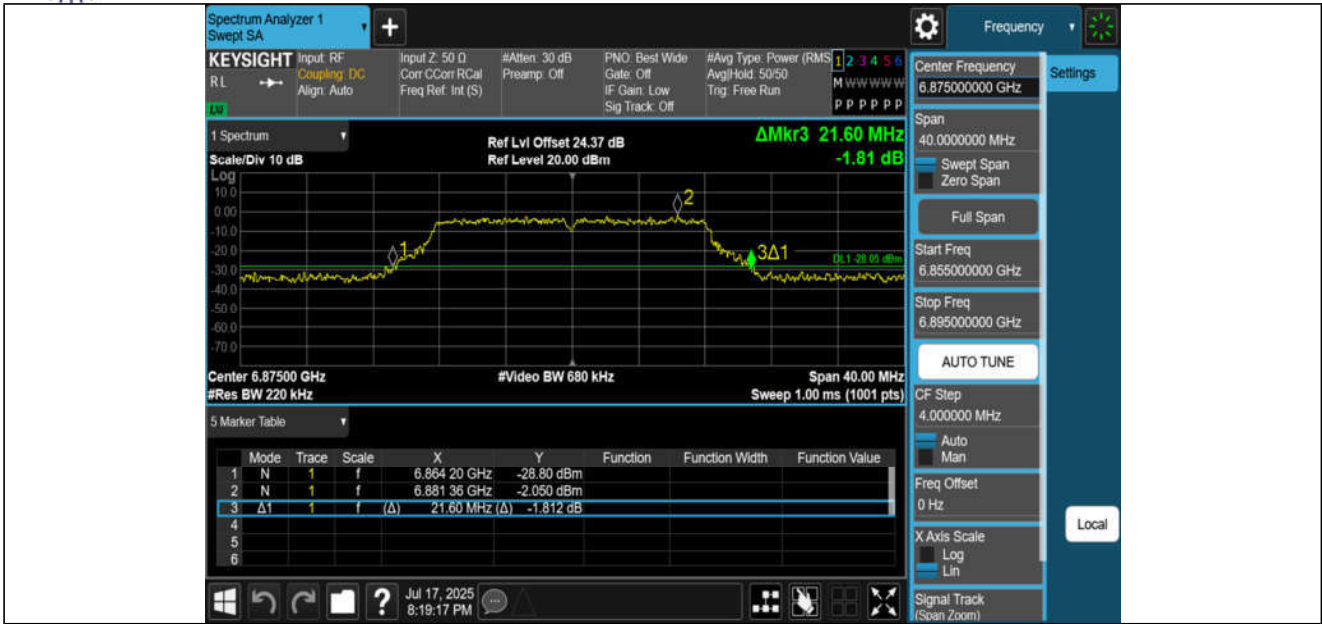 Spectrum Analyzer 1
Swept SA
+
Frequency
KEYSIGHT
RL
LXI
Input: RF
Coupling: DC
Align: Auto
Input Z: 50 Ω
Corr CCorr RCal
Freq Ref: Int (S)
#Atten: 30 dB
Preamp: Off
PNO: Best Wide
Gate: Off
IF Gain: Low
Sig Track: Off
#Avg Type: Power (RMS
Avg|Hold: 50/50
Trig: Free Run
1 2 3 4 5 6
M W W W W W
P P P P P P
1 Spectrum
Scale/Div 10 dB
Ref Lvl Offset 24.37 dB
Ref Level 20.00 dBm
ΔMkr3 21.60 MHz
-1.81 dB
Log
10.0
0.00
-10.0
-20.0
-30.0
-40.0
-50.0
-60.0
-70.0
1
2
3Δ1
DL1 -28.05 dBm
Center 6.87500 GHz
#Video BW 680 kHz
Span 40.00 MHz
#Res BW 220 kHz
Sweep 1.00 ms (1001 pts)
5 Marker Table
Mode Trace Scale X Y Function Function Width Function Value
1 N 1 f 6.864 20 GHz -28.80 dBm
2 N 1 f 6.881 36 GHz -2.050 dBm
3 Δ1 1 f (Δ) 21.60 MHz (Δ) -1.812 dB
4
5
6
?
Jul 17, 2025
8:19:17 PM
Center Frequency
6.875000000 GHz
Settings
Span
40.0000000 MHz
Swept Span
Zero Span
Full Span
Start Freq
6.855000000 GHz
Stop Freq
6.895000000 GHz
AUTO TUNE
CF Step
4.000000 MHz
Auto
Man
Freq Offset
0 Hz
Local
X Axis Scale
Log
Lin
Signal Track
(Span Zoom)